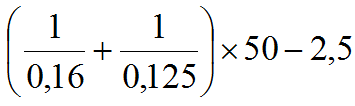 (1/0,16 + 1/0,125) × 50 − 2,5